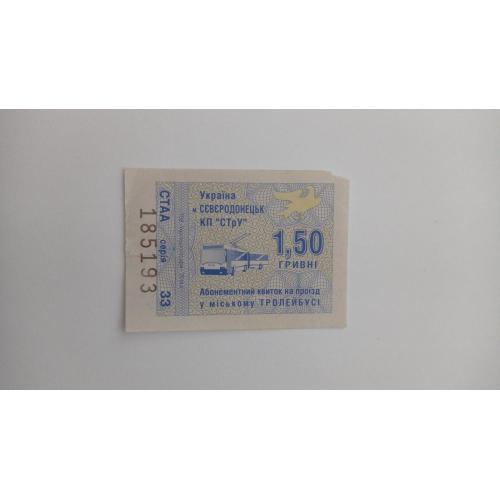 Україна
м СЄВЄРОДОНЕЦЬК
КП "СТрУ"
1,50
ГРИВНІ
Абонементний квиток на проїзд
у міському ТРОЛЕЙБУСІ
СТАА серія 33
185193